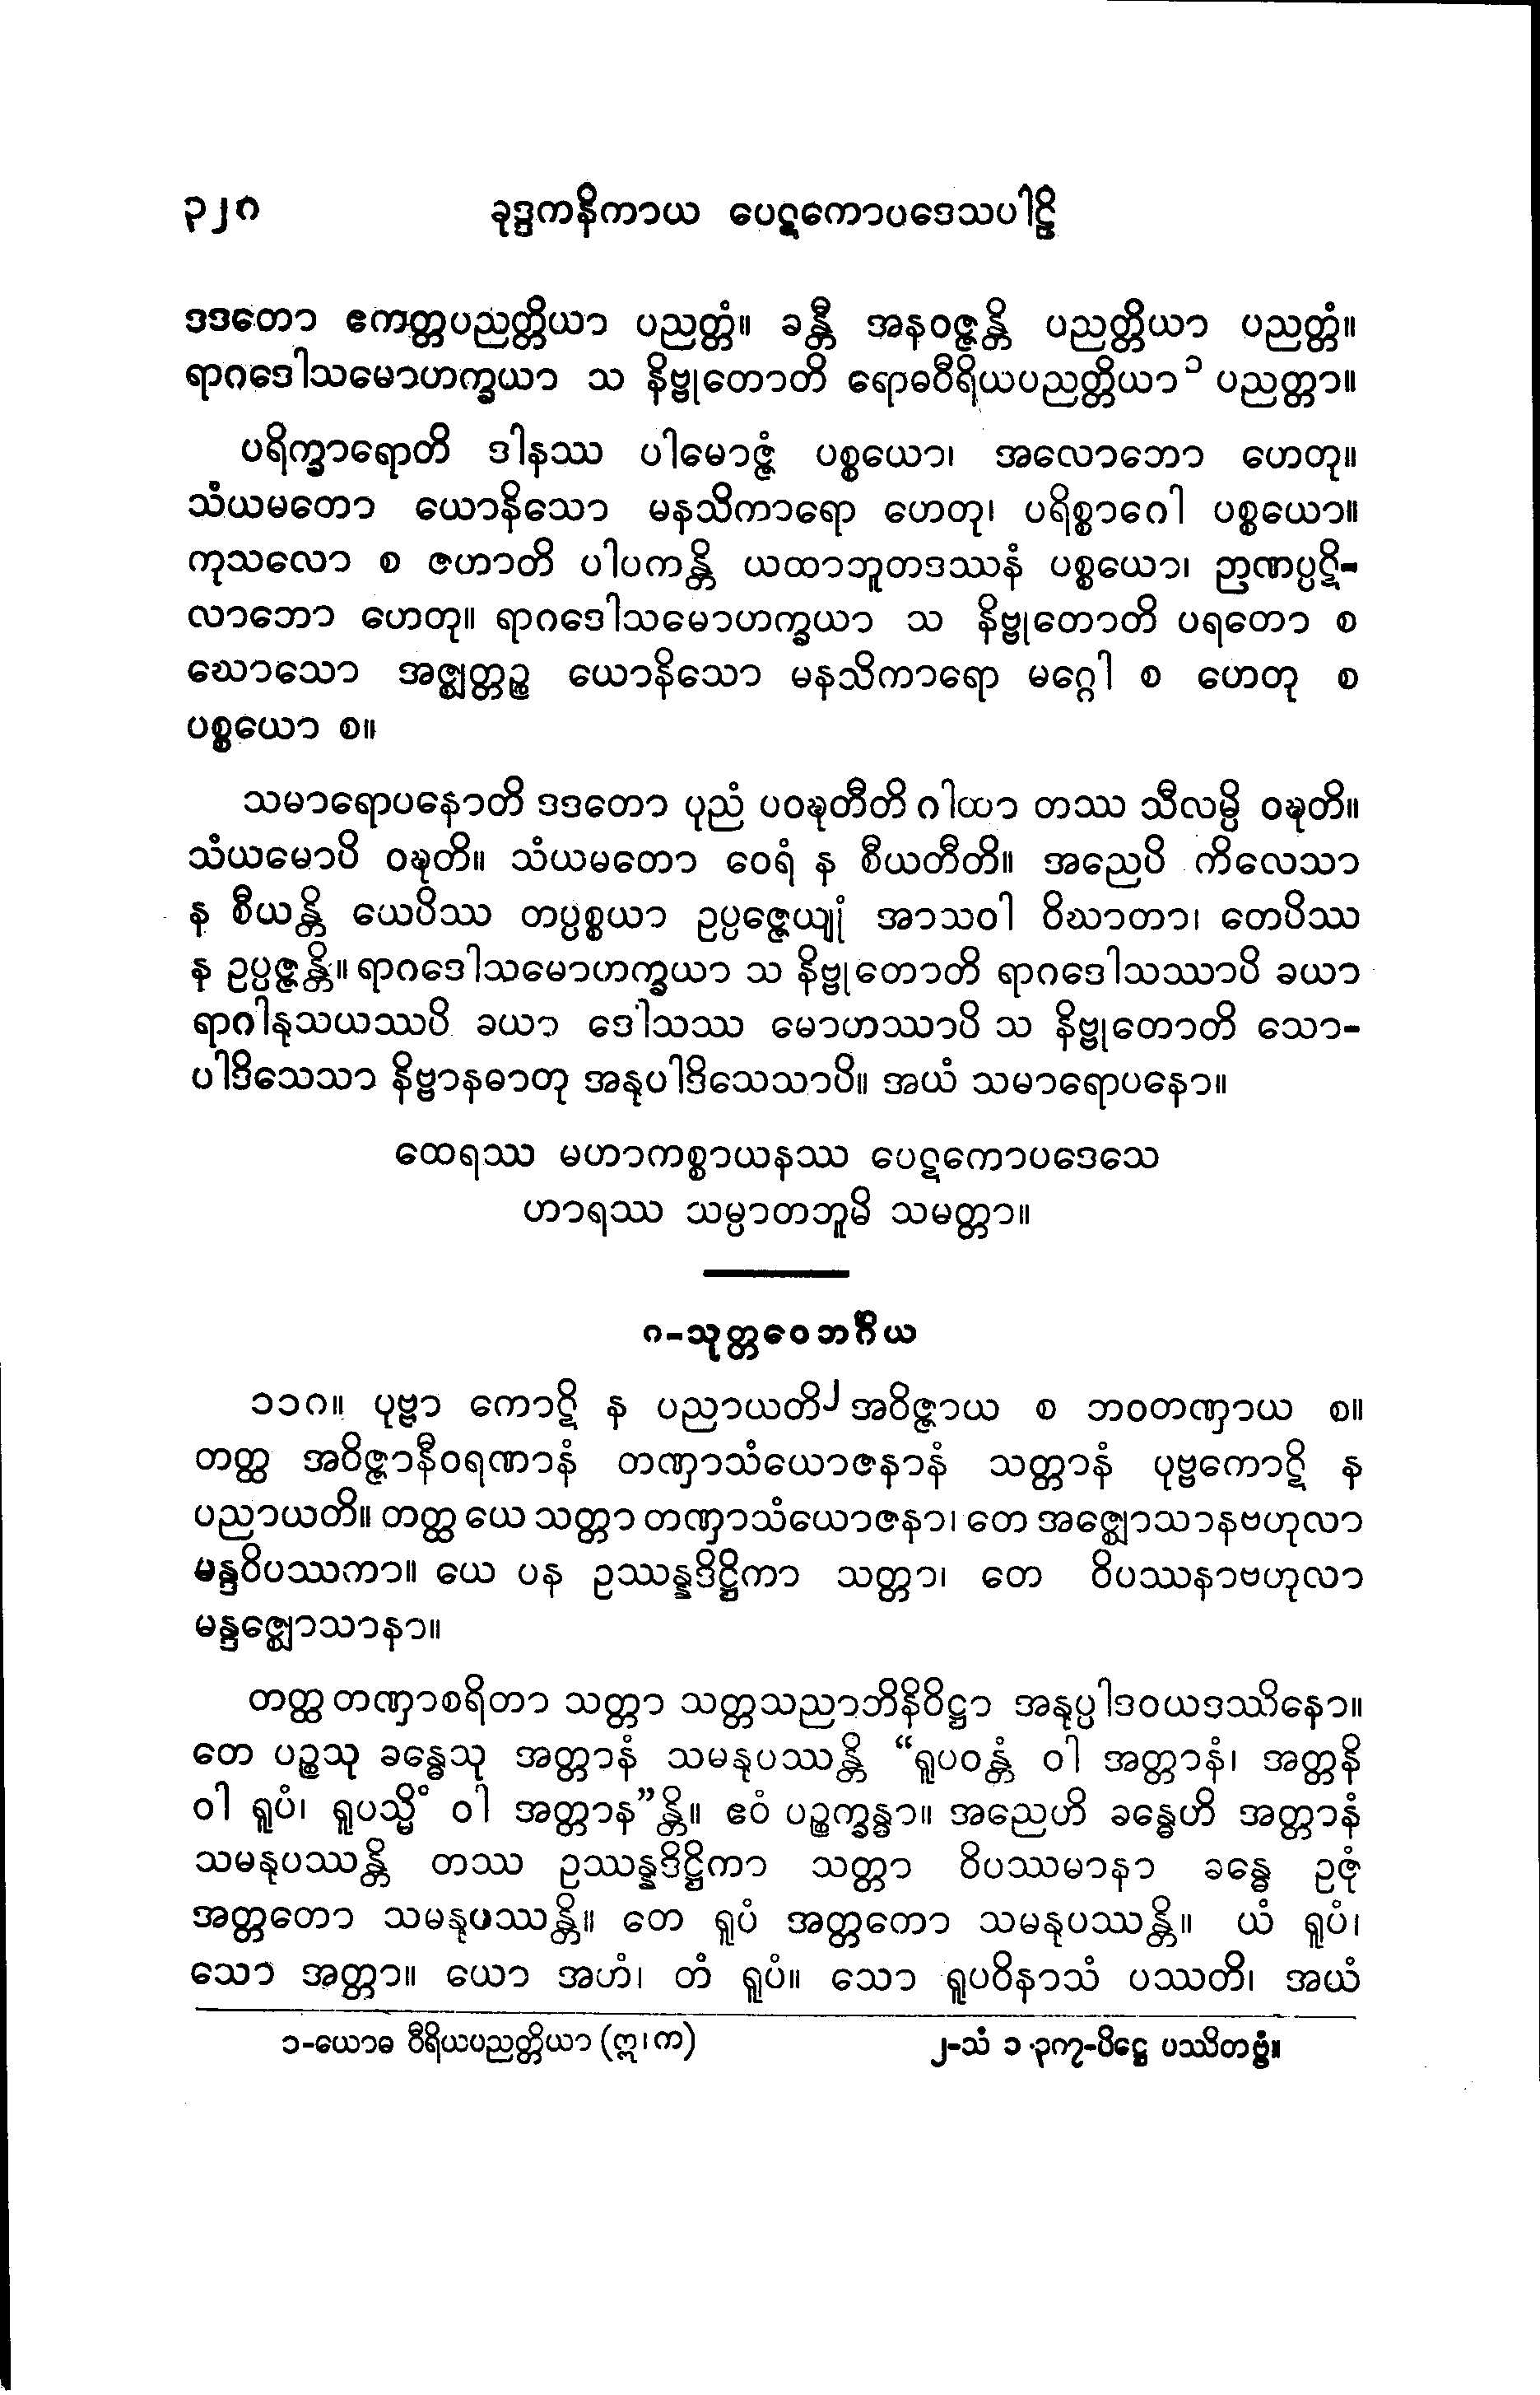 ၃၂၈ ခုဒ္ဒကနိကာယ ပေဋကောပဒေသပါဠိ
ဒဒတော ဧကတ္တပညတ္တိယာ ပညတ္တံ။ ခန္တီ အနဝဇ္ဇန္တိ ပညတ္တိယာ ပညတ္တံ။
ရာဂဒေါသမောဟက္ခယာ သ နိဗ္ဗုတောတိ ရောဓဝီရိယပညတ္တိယာ ၁ ပညတ္တာ။
ပရိက္ခာရောတိ ဒါနဿ ပါမောဇ္ဇံ ပစ္စယော၊ အလောဘော ဟေတု။
သံယမတော ယောနိသော မနသိကာရော ဟေတု၊ ပရိစ္စာဂေါ ပစ္စယော။
ကုသလော စ ဇဟာတိ ပါပကန္တိ ယထာဘူတဒဿနံ ပစ္စယော၊ ဉာဏပ္ပဋိ-
လာဘော ဟေတု။ ရာဂဒေါသမောဟက္ခယာ သ နိဗ္ဗုတောတိ ပရတော စ
ဃောသော အဇ္ဈတ္တဉ္စ ယောနိသော မနသိကာရော မဂ္ဂေါ စ ဟေတု စ
ပစ္စယော စ။
သမာရောပနောတိ ဒဒတော ပုညံ ပဝဍ္ဎတီတိ ဂါထာ တဿ သီလမ္ပိ ဝဍ္ဎတိ။
သံယမောပိ ဝဍ္ဎတိ။ သံယမတော ဝေရံ န စီယတီတိ။ အညေပိ ကိလေသာ
န စီယန္တိ ယေပိဿ တပ္ပစ္စယာ ဥပ္ပဇ္ဇေယျုံ အာသဝါ ဝိဃာတာ၊ တေပိဿ
န ဥပ္ပဇ္ဇန္တိ။ ရာဂဒေါသမောဟက္ခယာ သ နိဗ္ဗုတောတိ ရာဂဒေါသဿာပိ ခယာ
ရာဂါနုသယဿပိ ခယာ ဒေါသဿ မောဟဿာပိ သ နိဗ္ဗုတောတိ သော-
ပါဒိသေသာ နိဗ္ဗာနဓာတု အနုပါဒိသေသာပိ။ အယံ သမာရောပနော။
ထေရဿ မဟာကစ္စာယနဿ ပေဋကောပဒေသေ
ဟာရဿ သမ္ပာတဘူမိ သမတ္တာ။
၈-သုတ္တဝေဘင်္ဂိယ
၁၁၈။ ပုဗ္ဗာ ကောဋိ န ပညာယတိ၂ အဝိဇ္ဇာယ စ ဘဝတဏှာယ စ။
တတ္ထ အဝိဇ္ဇာနီဝရဏာနံ တဏှာသံယောဇနာနံ သတ္တာနံ ပုဗ္ဗကောဋိ န
ပညာယတိ။ တတ္ထ ယေ သတ္တာ တဏှာသံယောဇနာ၊ တေ အဇ္ဈောသာနဗဟုလာ
မန္ဒဝိပဿကာ။ ယေ ပန ဥဿန္နဒိဋ္ဌိကာ သတ္တာ၊ တေ ဝိပဿနာဗဟုလာ
မန္ဒဇ္ဈောသာနာ။
တတ္ထ တဏှာစရိတာ သတ္တာ သတ္တသညာဘိနိဝိဋ္ဌာ အနုပ္ပါဒဝယဒဿိနော။
တေ ပဉ္စသု ခန္ဓေသု အတ္တာနံ သမနုပဿန္တိ “ရူပဝန္တံ ဝါ အတ္တာနံ၊ အတ္တနိ
ဝါ ရူပံ၊ ရူပသ္မိံ ဝါ အတ္တာန”န္တိ။ ဧဝံ ပဉ္စက္ခန္ဓာ။ အညေဟိ ခန္ဓေဟိ အတ္တာနံ
သမနုပဿန္တိ တဿ ဥဿန္နဒိဋ္ဌိကာ သတ္တာ ဝိပဿမာနာ ခန္ဓေ ဥဇုံ
အတ္တတော သမနုပဿန္တိ။ တေ ရူပံ အတ္တကော သမနုပဿန္တိ။ ယံ ရူပံ၊
သော အတ္တာ။ ယော အဟံ၊ တံ ရူပံ။ သော ရူပဝိနာသံ ပဿတိ၊ အယံ
၁-ယောဓ ဝီရိယပညတ္တိယာ (ဣ၊က) ၂-သံ ၁.၃၈၇-ပိဋ္ဌေ ပဿိတဗ္ဗံ။